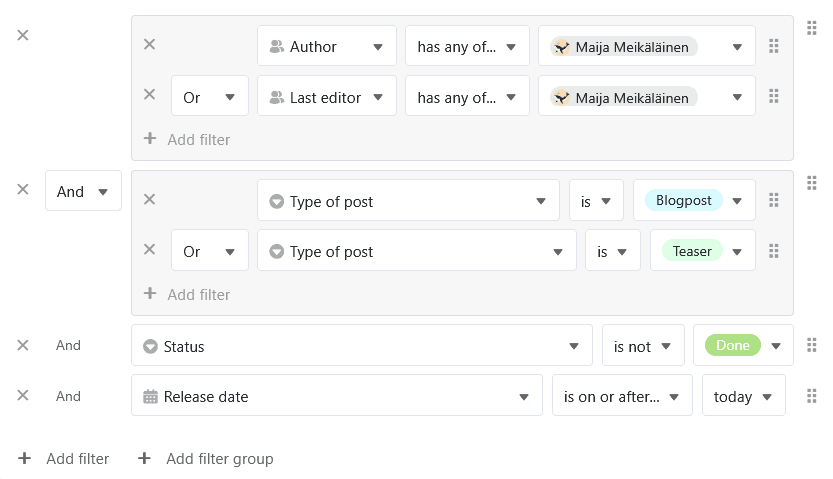 Author has any of... Maija Meikäläinen
Or Last editor has any of... Maija Meikäläinen
Add filter
And
Type of post is Blogpost
Or Type of post is Teaser
Add filter
And Status is not Done
And Release date is on or after... today
Add filter Add filter group